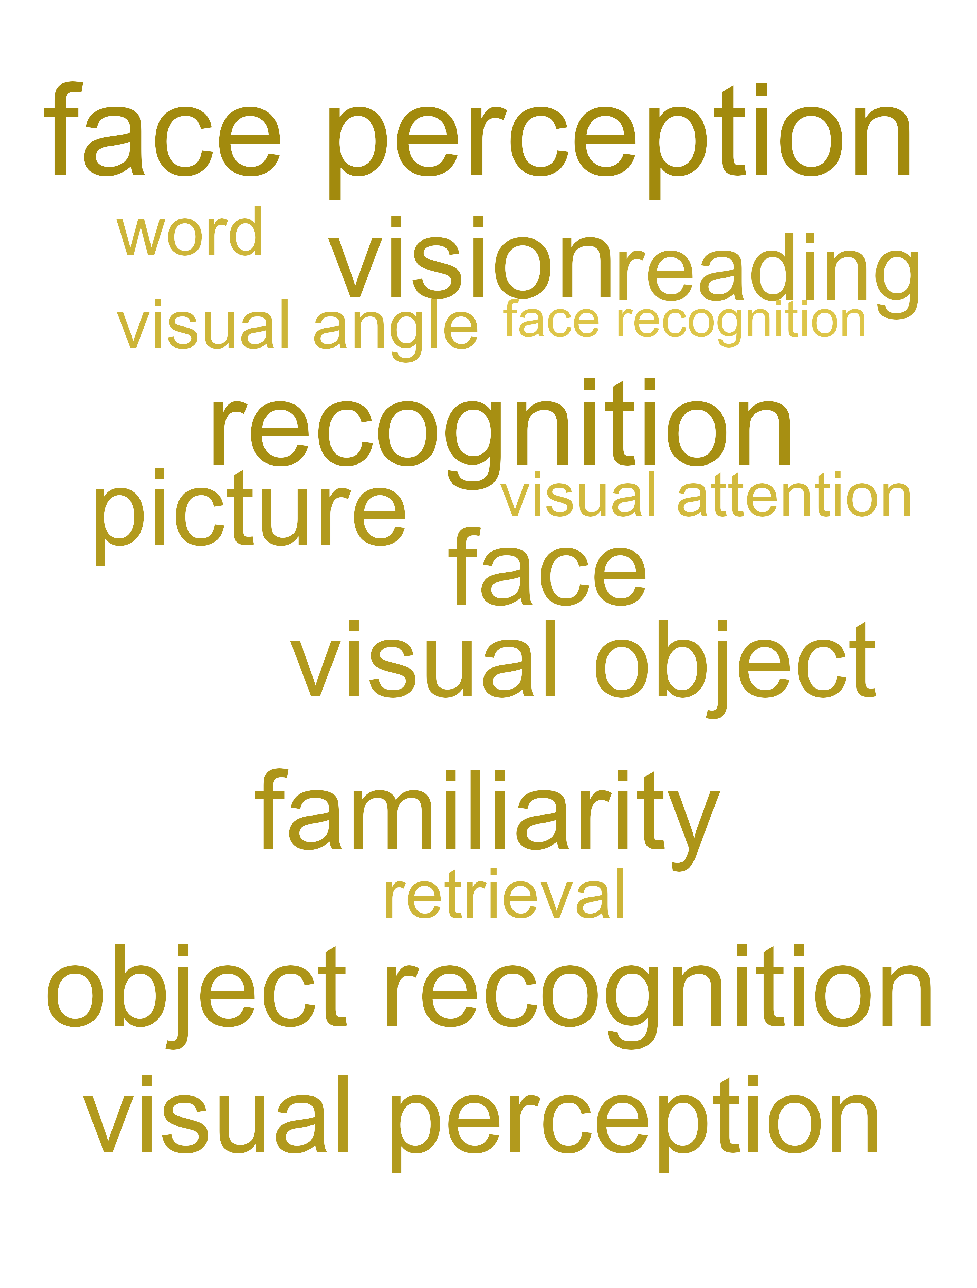 face perception
word
vision
reading
visual angle
face recognition
recognition
picture
visual attention
face
visual object
familiarity
retrieval
object recognition
visual perception